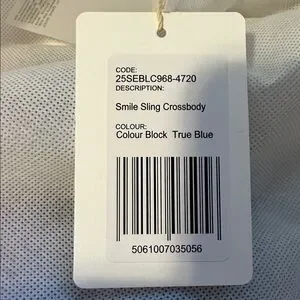 CODE:
25SEBLC968-4720
DESCRIPTION:
Smile Sling Crossbody
COLOUR:
Colour Block True Blue
5061007035056